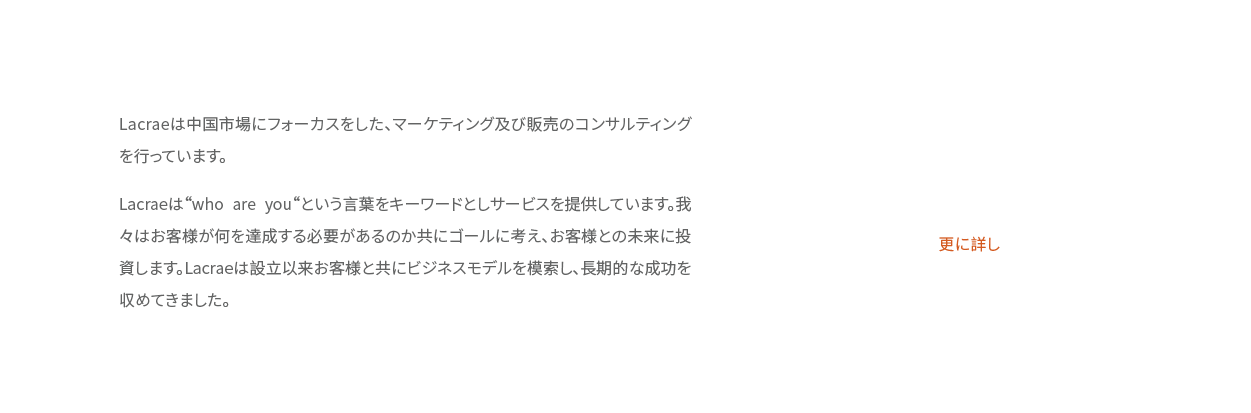 Lacraeは中国市場にフォーカスをした、マーケティング及び販売のコンサルティング
を行っています。
Lacraeは“who are you“という言葉をキーワードとしサービスを提供しています。我
々はお客様が何を達成する必要があるのか共にゴールに考え、お客様との未来に投
資します。Lacraeは設立以来お客様と共にビジネスモデルを模索し、長期的な成功を
収めてきました。
更に詳し